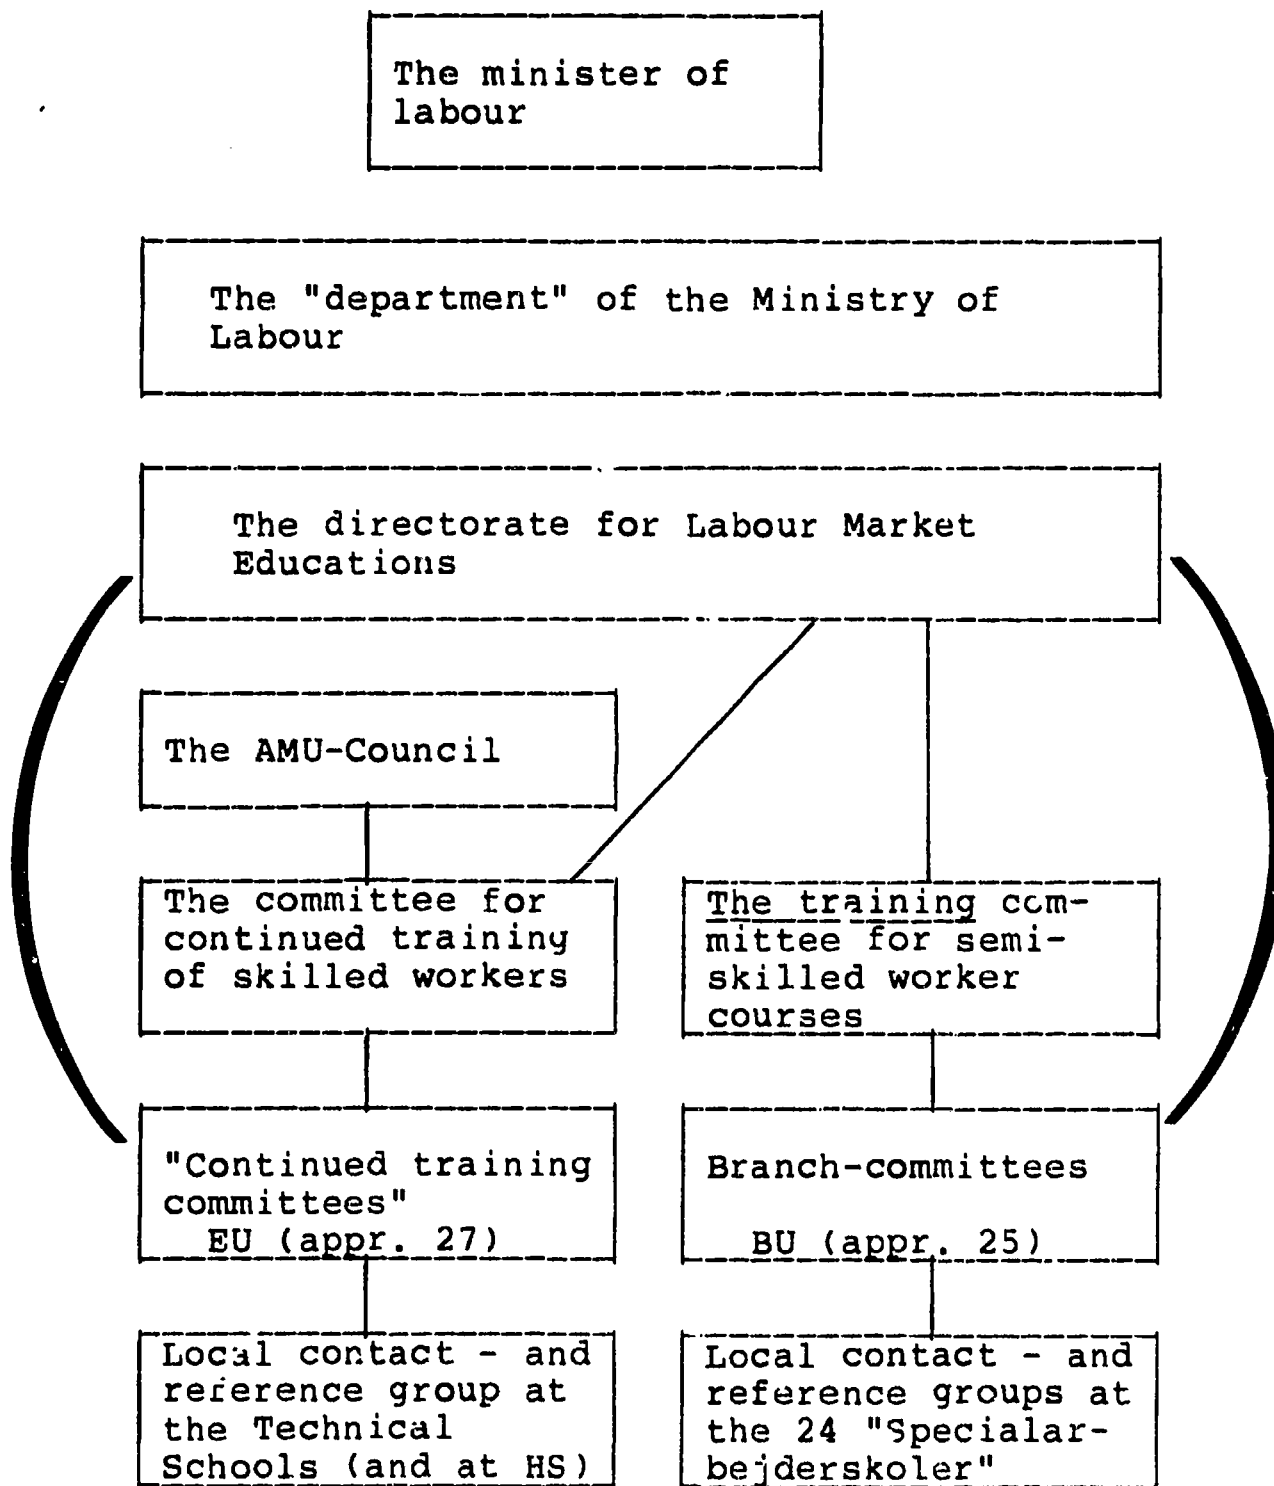 The minister of
labour
The "department" of the Ministry of
Labour
The directorate for Labour Market
Educations
The AMU-Council
The committee for
continued training
of skilled workers
The training com-
mittee for semi-
skilled worker
courses
"Continued training
committees"
EU (appr. 27)
Branch-committees
BU (appr. 25)
Local contact - and
reference group at
the Technical
Schools (and at HS)
Local contact - and
reference groups at
the 24 "Specialar-
bejderskoler"